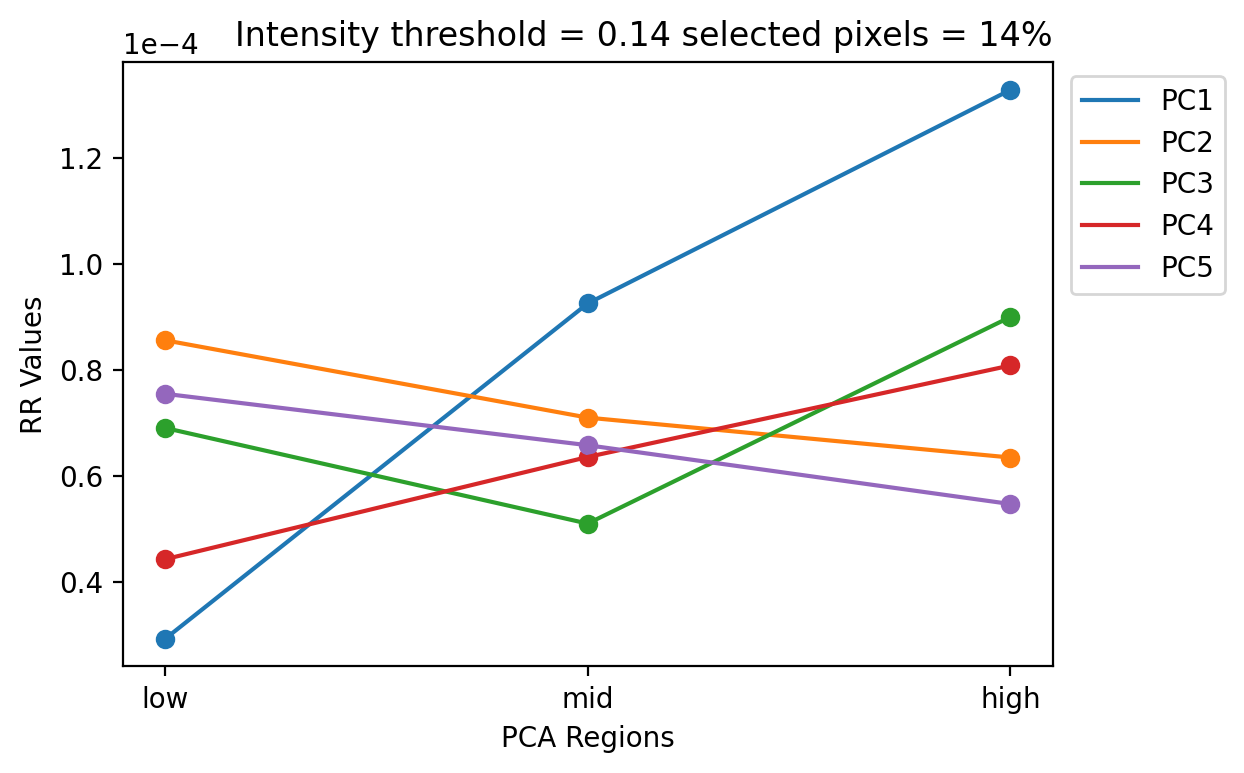 1e−4
Intensity threshold = 0.14 selected pixels = 14%
RR Values
1.2
1.0
0.8
0.6
0.4
low
mid
high
PCA Regions
PC1
PC2
PC3
PC4
PC5